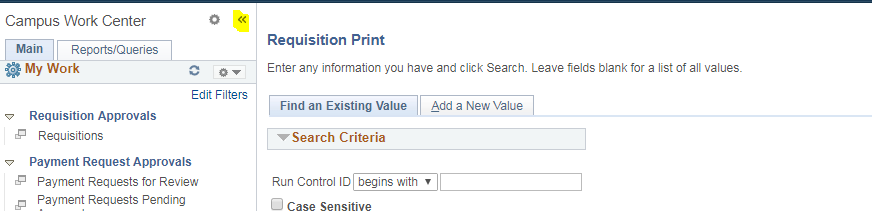 Campus Work Center
Main Reports/Queries
My Work
Edit Filters
Requisition Approvals
Requisitions
Payment Request Approvals
Payment Requests for Review
Payment Requests Pending
Requisition Print
Enter any information you have and click Search. Leave fields blank for a list of all values.
Find an Existing Value Add a New Value
Search Criteria
Run Control ID begins with
Case Sensitive